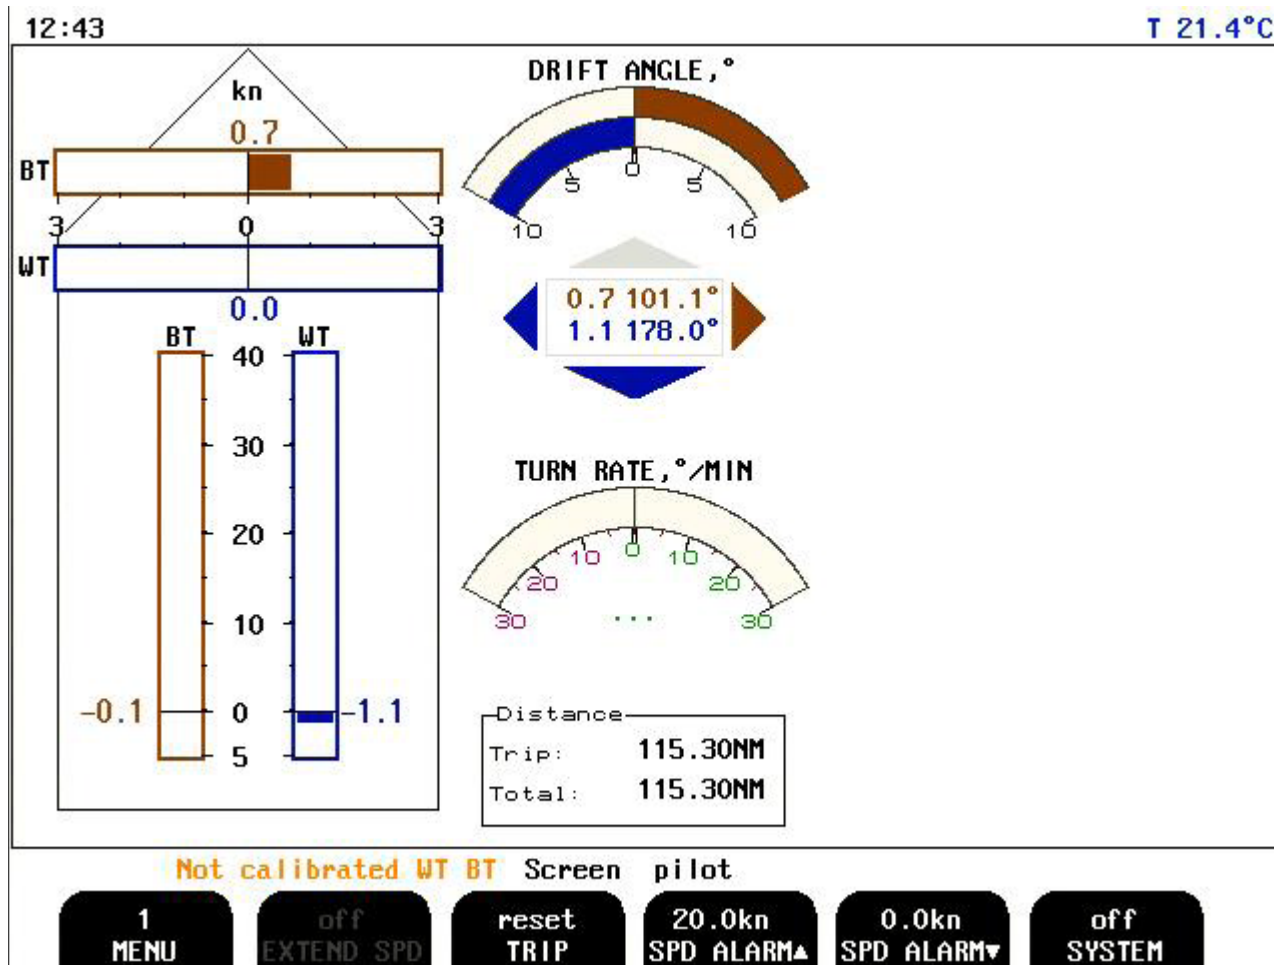 12:43
T 21.4°C
kn
0.7
BT
3 0 3
WT
0.0
BT WT
40
30
20
10
-0.1 0 -1.1
5
DRIFT ANGLE,°
5 0 5
10 10
0.7 101.1°
1.1 178.0°
TURN RATE,°/MIN
10 0 10
20 20
30 ... 30
Distance
Trip: 115.30NM
Total: 115.30NM
Not calibrated WT BT Screen pilot
1
MENU
off
EXTEND SPD
reset
TRIP
20.0kn
SPD ALARM▲
0.0kn
SPD ALARM▼
off
SYSTEM